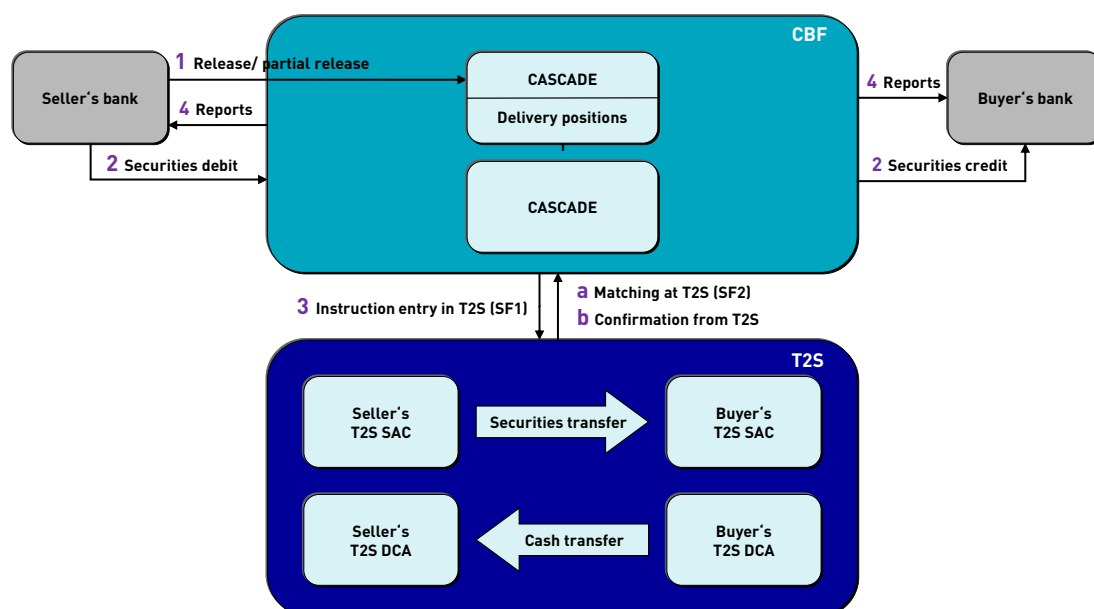 CBF
1 Release/ partial release
CASCADE
Seller‘s bank
4 Reports
4 Reports
Buyer‘s bank
Delivery positions
2 Securities debit
2 Securities credit
CASCADE
3 Instruction entry in T2S (SF1)
a Matching at T2S (SF2)
b Confirmation from T2S
T2S
Seller‘s
T2S SAC
Securities transfer
Buyer‘s
T2S SAC
Seller‘s
T2S DCA
Cash transfer
Buyer‘s
T2S DCA